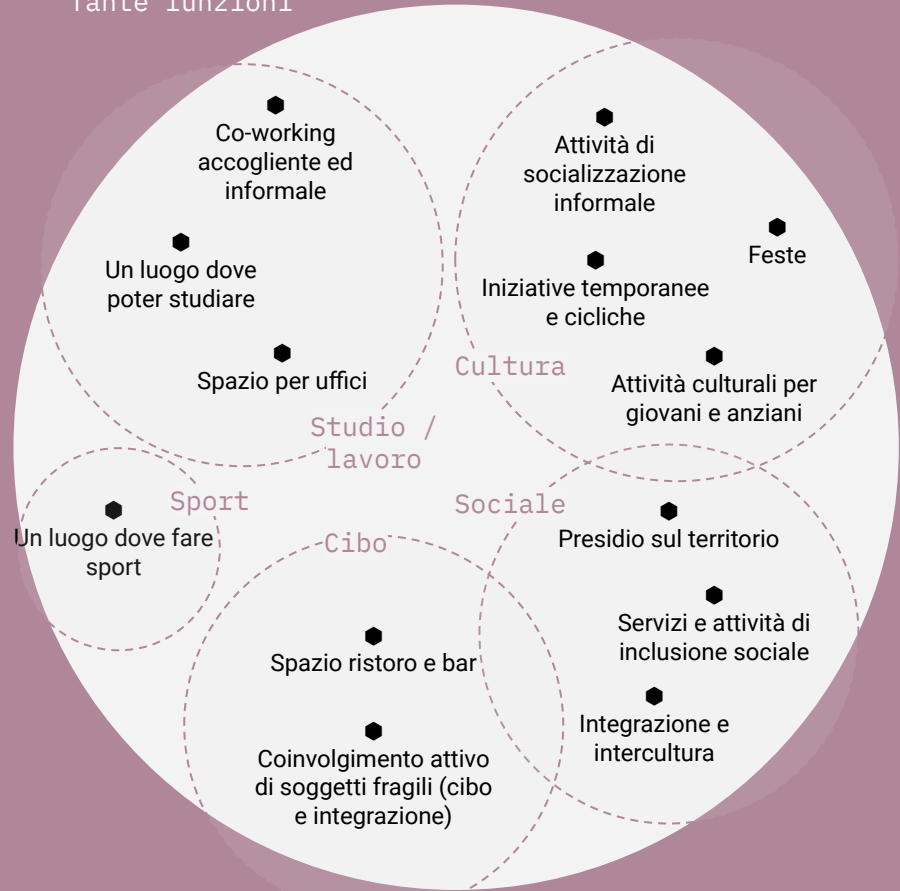 Tante funzioni
Co-working
accogliente ed
informale
Un luogo dove
poter studiare
Spazio per uffici
Studio /
lavoro
Attività di
socializzazione
informale
Feste
Iniziative temporanee
e cicliche
Cultura
Attività culturali per
giovani e anziani
Sport
Un luogo dove fare
sport
Sociale
Presidio sul territorio
Servizi e attività di
inclusione sociale
Integrazione e
intercultura
Cibo
Spazio ristoro e bar
Coinvolgimento attivo
di soggetti fragili (cibo
e integrazione)